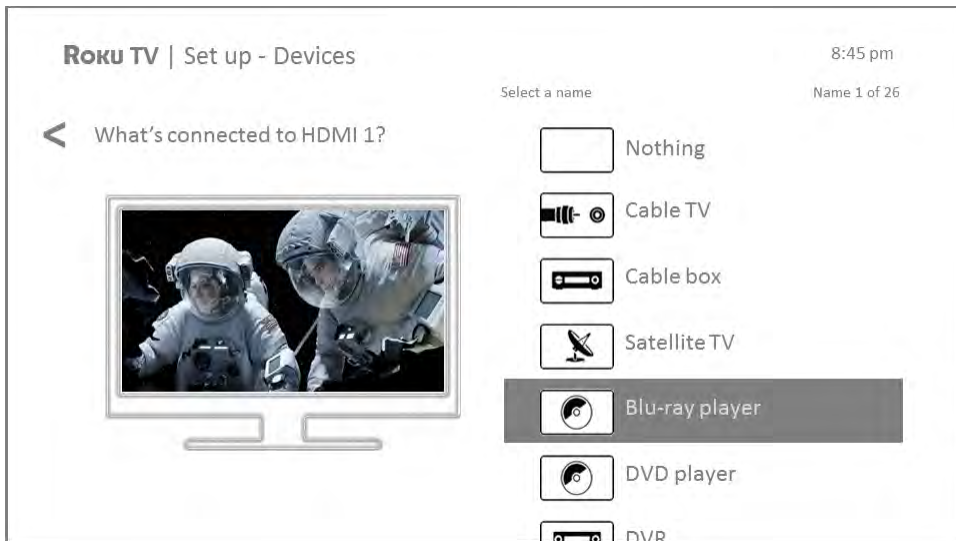 Roku TV | Set up - Devices
8:45 pm
Select a name
Name 1 of 26
< What's connected to HDMI 1?
Nothing
Cable TV
Cable box
Satellite TV
Blu-ray player
DVD player
DVR